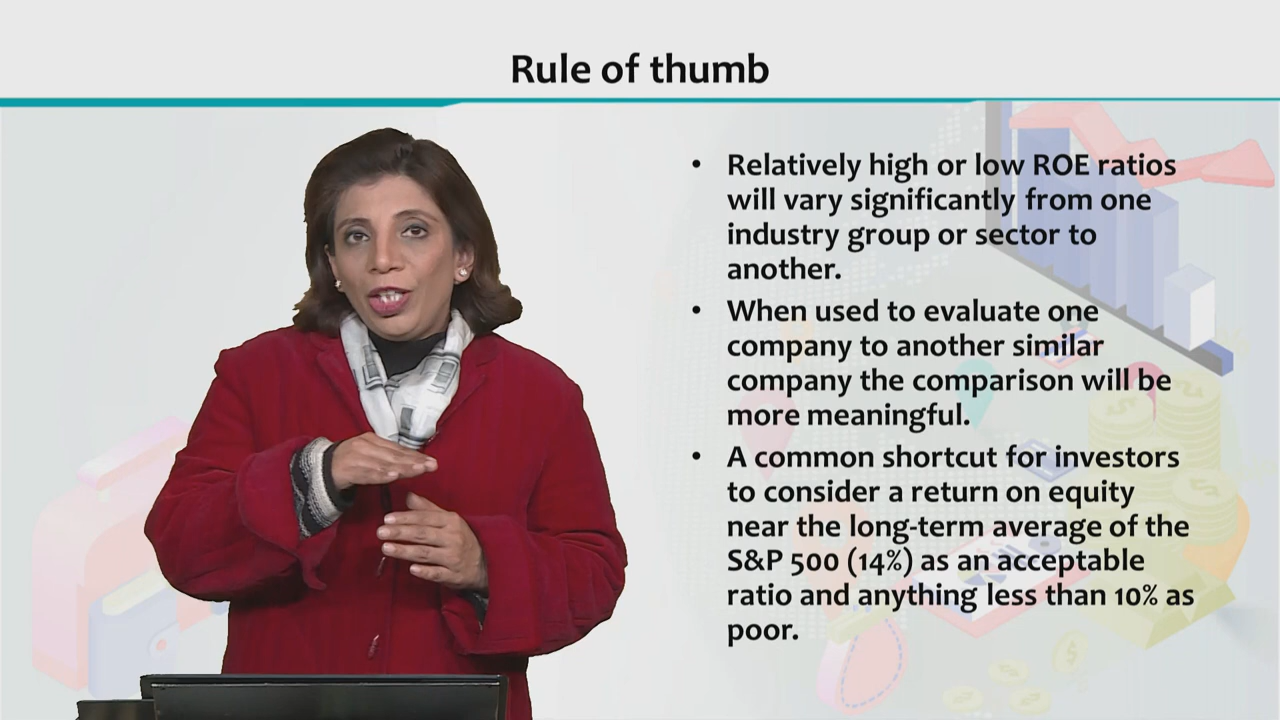 Rule of thumb
• Relatively high or low ROE ratios
will vary significantly from one
industry group or sector to
another.
• When used to evaluate one
company to another similar
company the comparison will be
more meaningful.
• A common shortcut for investors
to consider a return on equity
near the long-term average of the
S&P 500 (14%) as an acceptable
ratio and anything less than 10% as
poor.